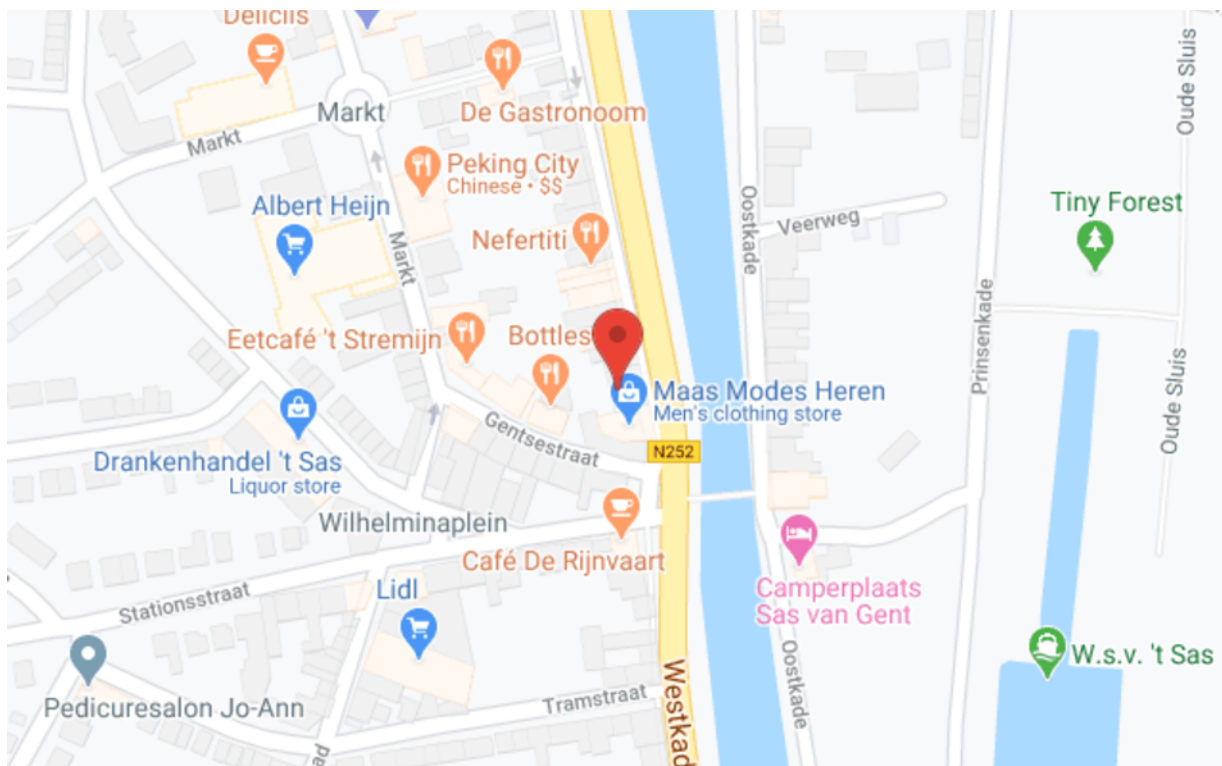 Deliciis
Oude Sluis
De Gastronoom
Markt
Markt
Peking City
Chinese • $$
Albert Heijn
Oostkade
Veerweg
Tiny Forest
Nefertiti
Markt
Prinsenkade
Eetcafé 't Stremijn
Bottles
Maas Modes Heren
Men's clothing store
Oude Sluis
Gentsestraat
N252
Drankenhandel 't Sas
Liquor store
Wilhelminaplein
Café De Rijnvaart
Lidl
Camperplaats
Sas van Gent
Stationsstraat
W.s.v. 't Sas
Oostkade
Pedicuresalon Jo-Ann
Tramstraat
Westkad
ad